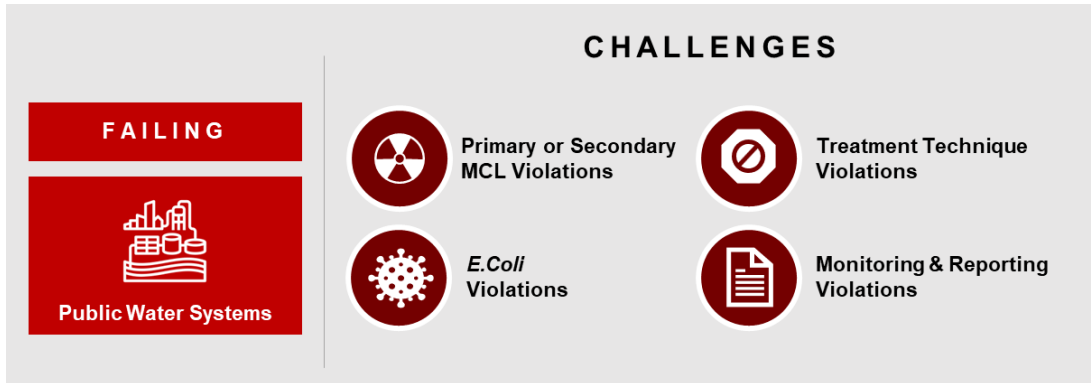 CHALLENGES
FAILING
Public Water Systems
Primary or Secondary
MCL Violations
Treatment Technique
Violations
E.Coli
Violations
Monitoring & Reporting
Violations